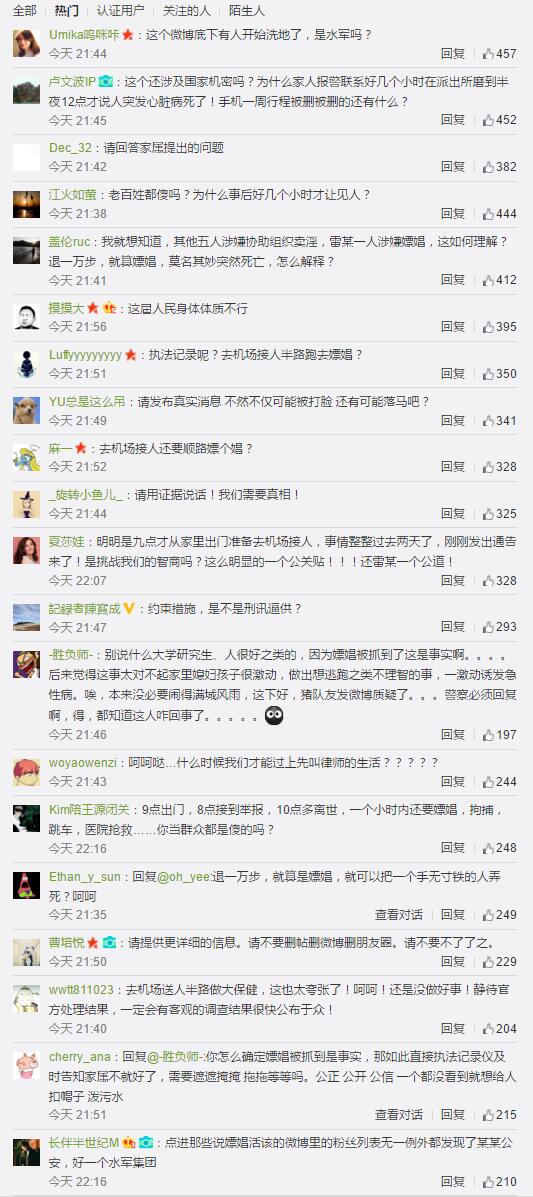 全部 热门 认证用户 关注的人 陌生人
Umika呜咪咔：这个微博底下有人开始洗地了，是水军吗？
今天 21:44 回复 457
卢文波IP：这个还涉及国家机密吗？为什么家人报警联系好几个小时在派出所磨到半
夜12点才说人突发心脏病死了！手机一周行程被删被删的还有什么？
今天 21:45 回复 452
Dec_32：请回答家属提出的问题
今天 21:42 回复 382
江火如萤：老百姓都傻吗？为什么事后好几个小时才让见人？
今天 21:38 回复 444
盖伦ruc：我就想知道，其他五人涉嫌协助组织卖淫，雷某一人涉嫌嫖娼，这如何理解？
退一万步，就算嫖娼，莫名其妙突然死亡，怎么解释？
今天 21:41 回复 412
摸摸大：这届人民身体体质不行
今天 21:56 回复 395
Luffyyyyyyyyy：执法记录呢？去机场接人半路跑去嫖娼？
今天 21:51 回复 350
YU总是这么吊：请发布真实消息 不然不仅可能被打脸 还有可能落马吧？
今天 21:49 回复 341
麻一：去机场接人还要顺路嫖个娼？
今天 21:52 回复 328
_旋转小鱼儿_：请用证据说话！我们需要真相！
今天 21:44 回复 325
夏莎娃：明明是九点才从家里出门准备去机场接人，事情整整过去两天了，刚刚发出通告
来了！是挑战我们的智商吗？这么明显的一个公关贴！！！还雷某一个公道！
今天 22:07 回复 328
記録者陳寳成：约束措施，是不是刑讯逼供？
今天 21:47 回复 293
-胜负师-：别说什么大学研究生、人很好之类的，因为嫖娼被抓到了这是事实啊。。。。
后来觉得这事太对不起家里媳妇孩子很激动，做出想逃跑之类不理智的事，一激动诱发急
性病。唉，本来没必要闹得满城风雨，这下好，猪队友发微博质疑了。。。警察必须回复
啊，得，都知道这人咋回事了。。。。。
今天 21:46 回复 197
woyaowenzi：呵呵哒…什么时候我们才能过上先叫律师的生活？？？？？
今天 21:43 回复 244
Kim陪王源闭关：9点出门，8点接到举报，10点多离世，一个小时内还要嫖娼，拘捕，
跳车，医院抢救……你当群众都是傻的吗？
今天 22:16 回复 248
Ethan_y_sun：回复@oh_yee:退一万步，就算是嫖娼，就可以把一个手无寸铁的人弄
死？呵呵
今天 21:35 查看对话 回复 249
曹培悦：请提供更详细的信息。请不要删帖删微博删朋友圈。请不要不了了之。
今天 21:50 回复 229
wwtt811023：去机场送人半路做大保健，这也太夸张了！呵呵！还是没做好事！静待官
方处理结果，一定会有客观的调查结果很快公布于众！
今天 21:40 回复 204
cherry_ana：回复@-胜负师-:你怎么确定嫖娼被抓到是事实，那如此直接执法记录仪及
时告知家属不就好了，需要遮遮掩掩 拖拖等等吗。公正 公开 公信 一个都没看到就想给人
扣帽子 泼污水
今天 21:51 查看对话 回复 215
长伴半世纪M：点进那些说嫖娼活该的微博里的粉丝列表无一例外都发现了某某公
安，好一个水军集团
今天 22:16 回复 210